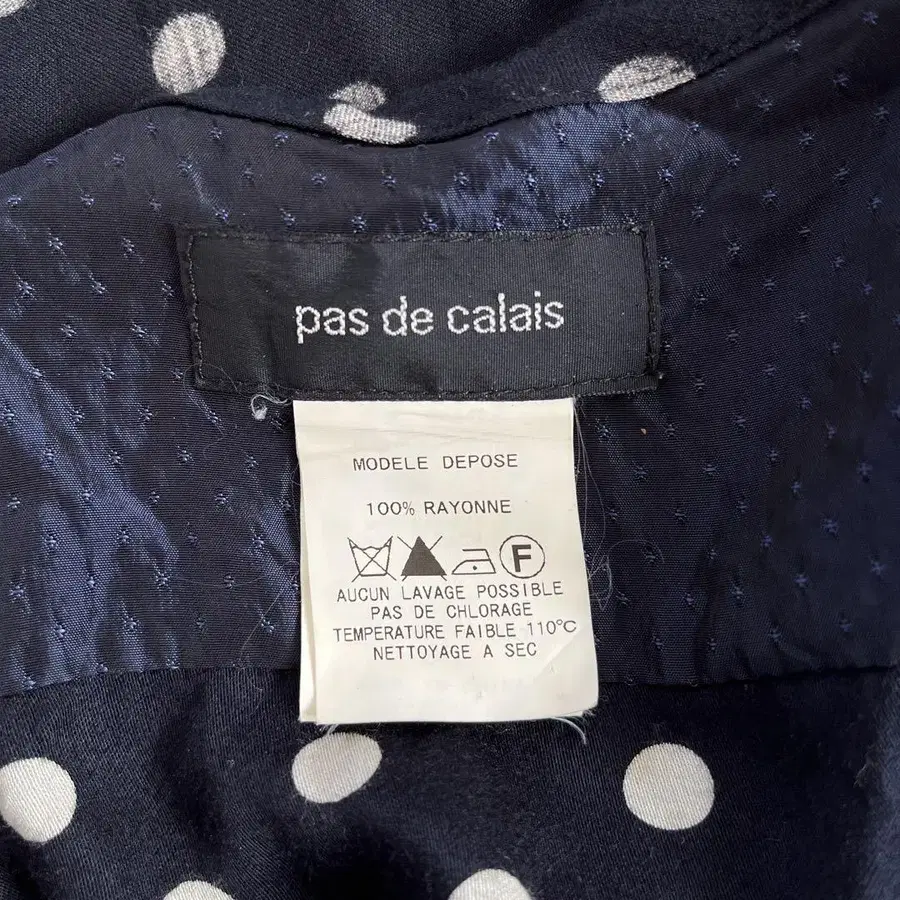 pas de calais
MODELE DEPOSE
100% RAYONNE
F
AUCUN LAVAGE POSSIBLE
PAS DE CHLORAGE
TEMPERATURE FAIBLE 110°C
NETTOYAGE A SEC